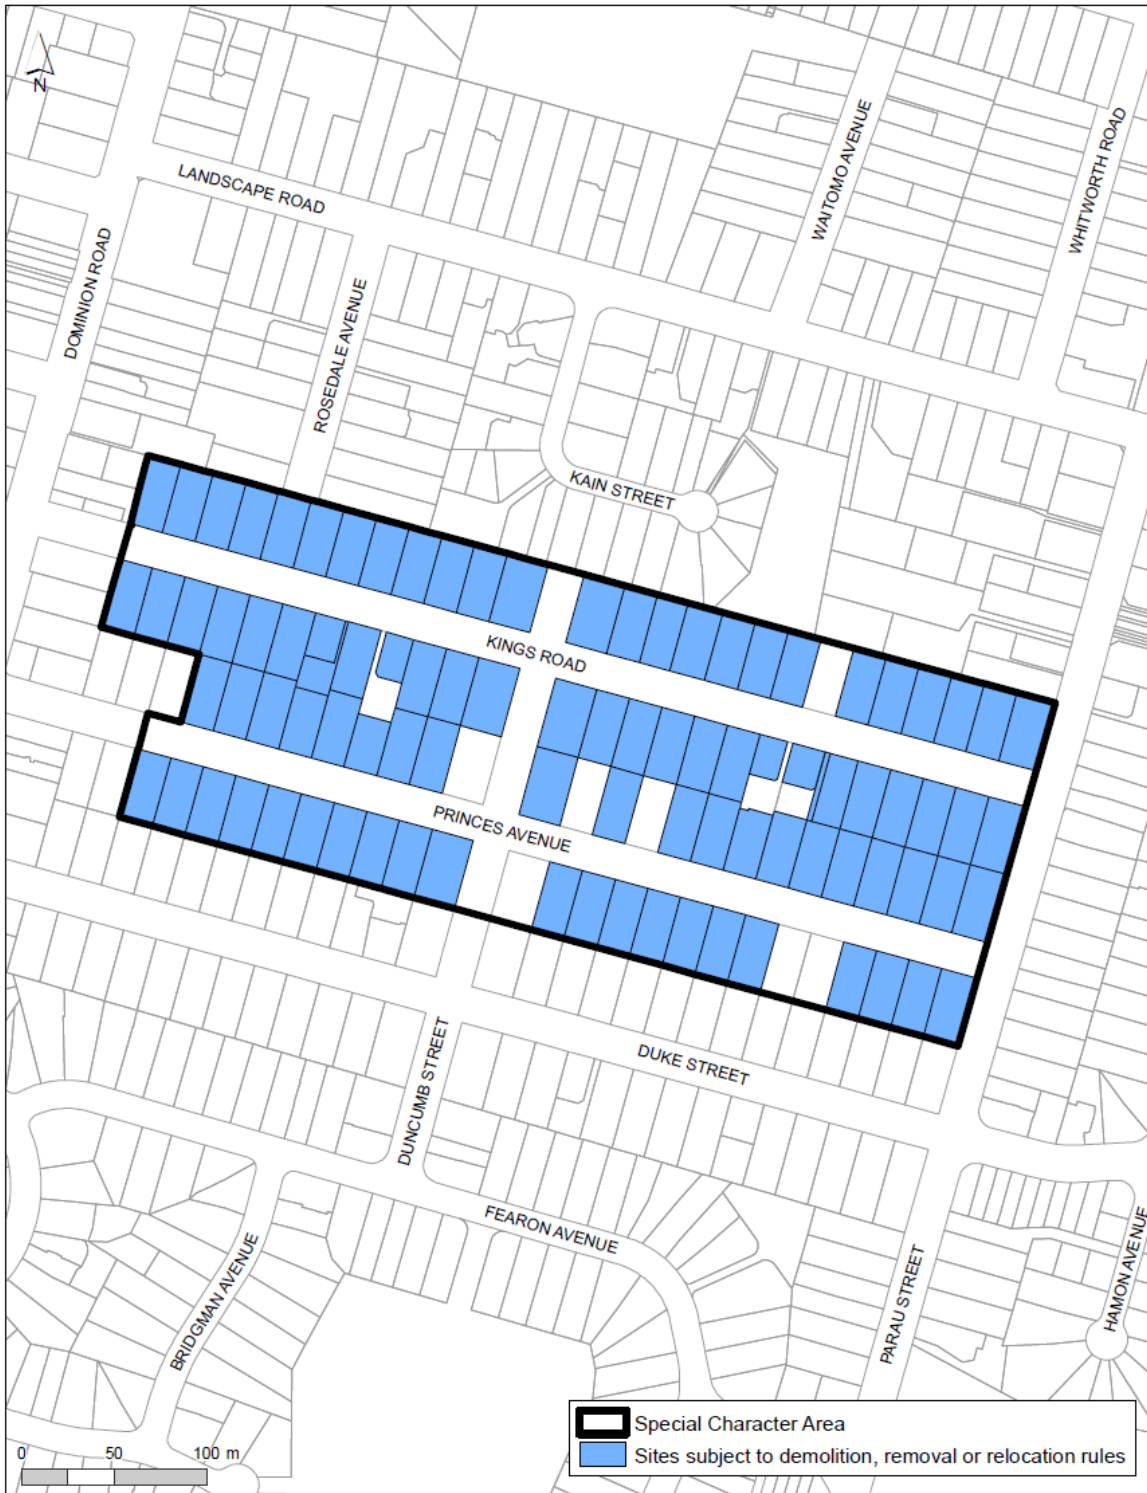 N
LANDSCAPE ROAD
WAITOMO AVENUE
WHITWORTH ROAD
DOMINION ROAD
ROSEDALE AVENUE
KAIN STREET
KINGS ROAD
PRINCES AVENUE
DUKE STREET
DUNCUMB STREET
FEARON AVENUE
BRIDGMAN AVENUE
PARAU STREET
HAMON AVENUE
Special Character Area
Sites subject to demolition, removal or relocation rules
0 50 100 m